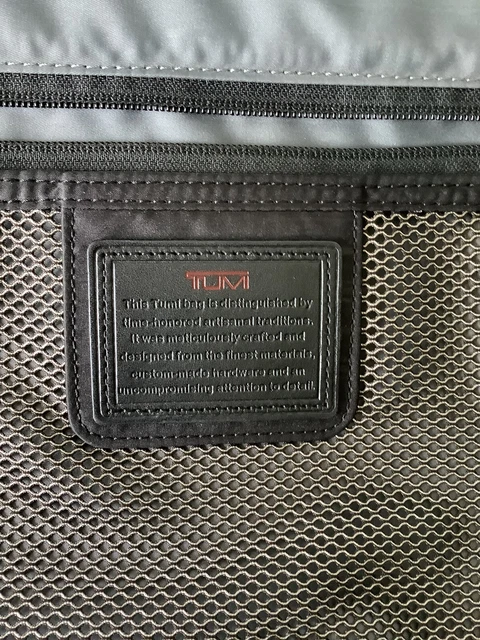 TUMI
This Tumi bag is distinguished by
time-honored artisanal traditions.
It was meticulously crafted and
designed from the finest materials,
custom-made hardware and an
uncompromising attention to detail.